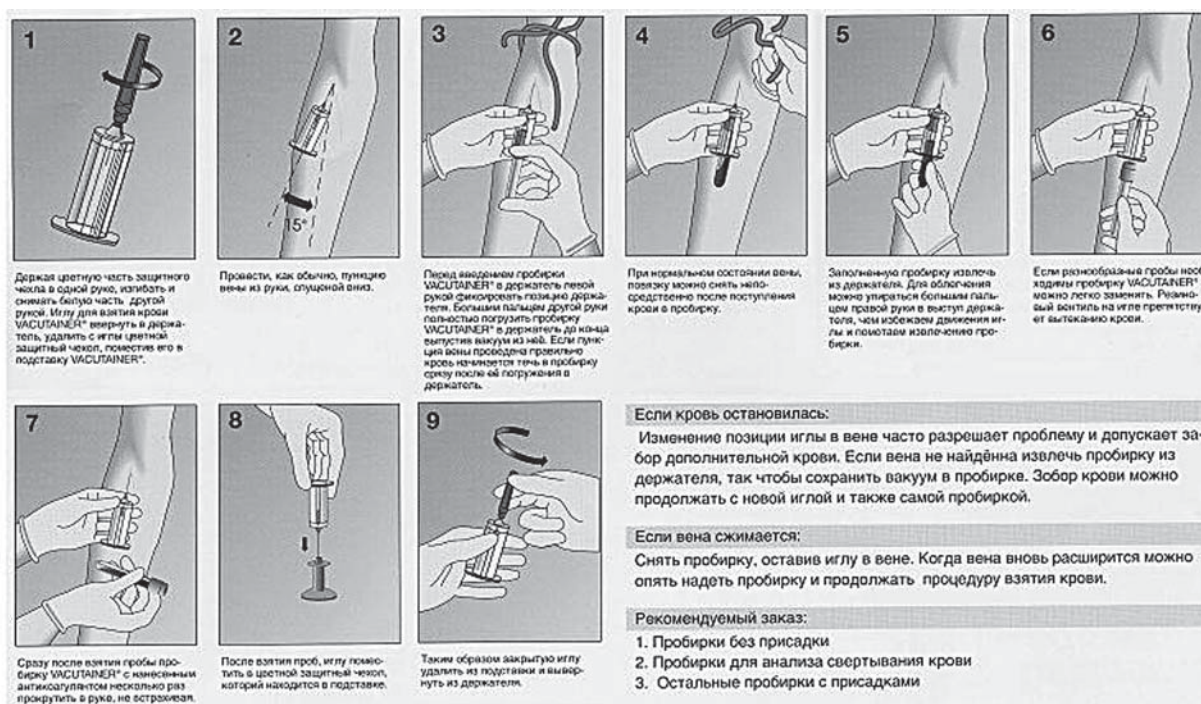 1
Держая цветную часть защитного
чехла в одной руке, изгибать и
снимать белую часть другой
рукой. Иглу для взятия крови
VACUTAINER® ввернуть в держа-
тель, удалить с иглы цветной
защитный чехол, поместив его в
подставку VACUTAINER®.
2
15°
Провести, как обычно, пункцию
вены из руки, спущеной вниз.
3
Перед введением пробирки
VACUTAINER® в держатель левой
рукой фиксировать позицию держа-
теля. Большим пальцем другой руки
полностью погрузить пробирку
VACUTAINER® в держатель до конца
выпустив вакуум из неё. Если пунк-
ция вены проведена правильно
кровь начинается течь в пробирку
сразу после её погружения в
держатель.
4
При нормальном состоянии вены,
повязку можно снять непо-
средственно после поступления
крови в пробирку.
5
Заполненную пробирку извлечь
из держателя. Для облегчения
можно упираться большим паль-
цем правой руки в выступ держа-
теля, чем избежаем движения иг-
лы и помогаем извлечению про-
бирки.
6
Если разнообразные пробы необ
ходимы пробирку VACUTAINER®
можно легко заменить. Резино-
вый вентиль на игле препятству
ет вытеканию крови.
7
Сразу после взятия пробы про-
бирку VACUTAINER® с нанесенным
антикоагулянтом несколько раз
прокрутить в руке, не встрахивая.
8
После взятия проб, иглу помес-
тить в цветной защитный чехол,
которий находится в подставке.
9
Таким образом закрытую иглу
удалить из подставки и вывер-
нуть из держателя.
Если кровь остановилась:
Изменение позиции иглы в вене часто разрешает проблему и допускает за-
бор дополнительной крови. Если вена не найдённа извлечь пробирку из
держателя, так чтобы сохранить вакуум в пробирке. Зобор крови можно
продолжать с новой иглой и также самой пробиркой.
Если вена сжимается:
Снять пробирку, оставив иглу в вене. Когда вена вновь расширится можно
опять надеть пробирку и продолжать процедуру взятия крови.
Рекомендуемый заказ:
1. Пробирки без присадки
2. Пробирки для анализа свертывания крови
3. Остальные пробирки с присадками